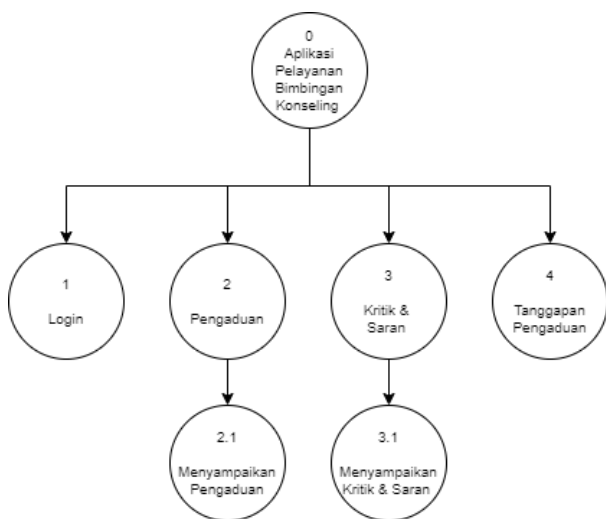 0
Aplikasi
Pelayanan
Bimbingan
Konseling
1
Login
2
Pengaduan
3
Kritik &
Saran
4
Tanggapan
Pengaduan
2.1
Menyampaikan
Pengaduan
3.1
Menyampaikan
Kritik & Saran